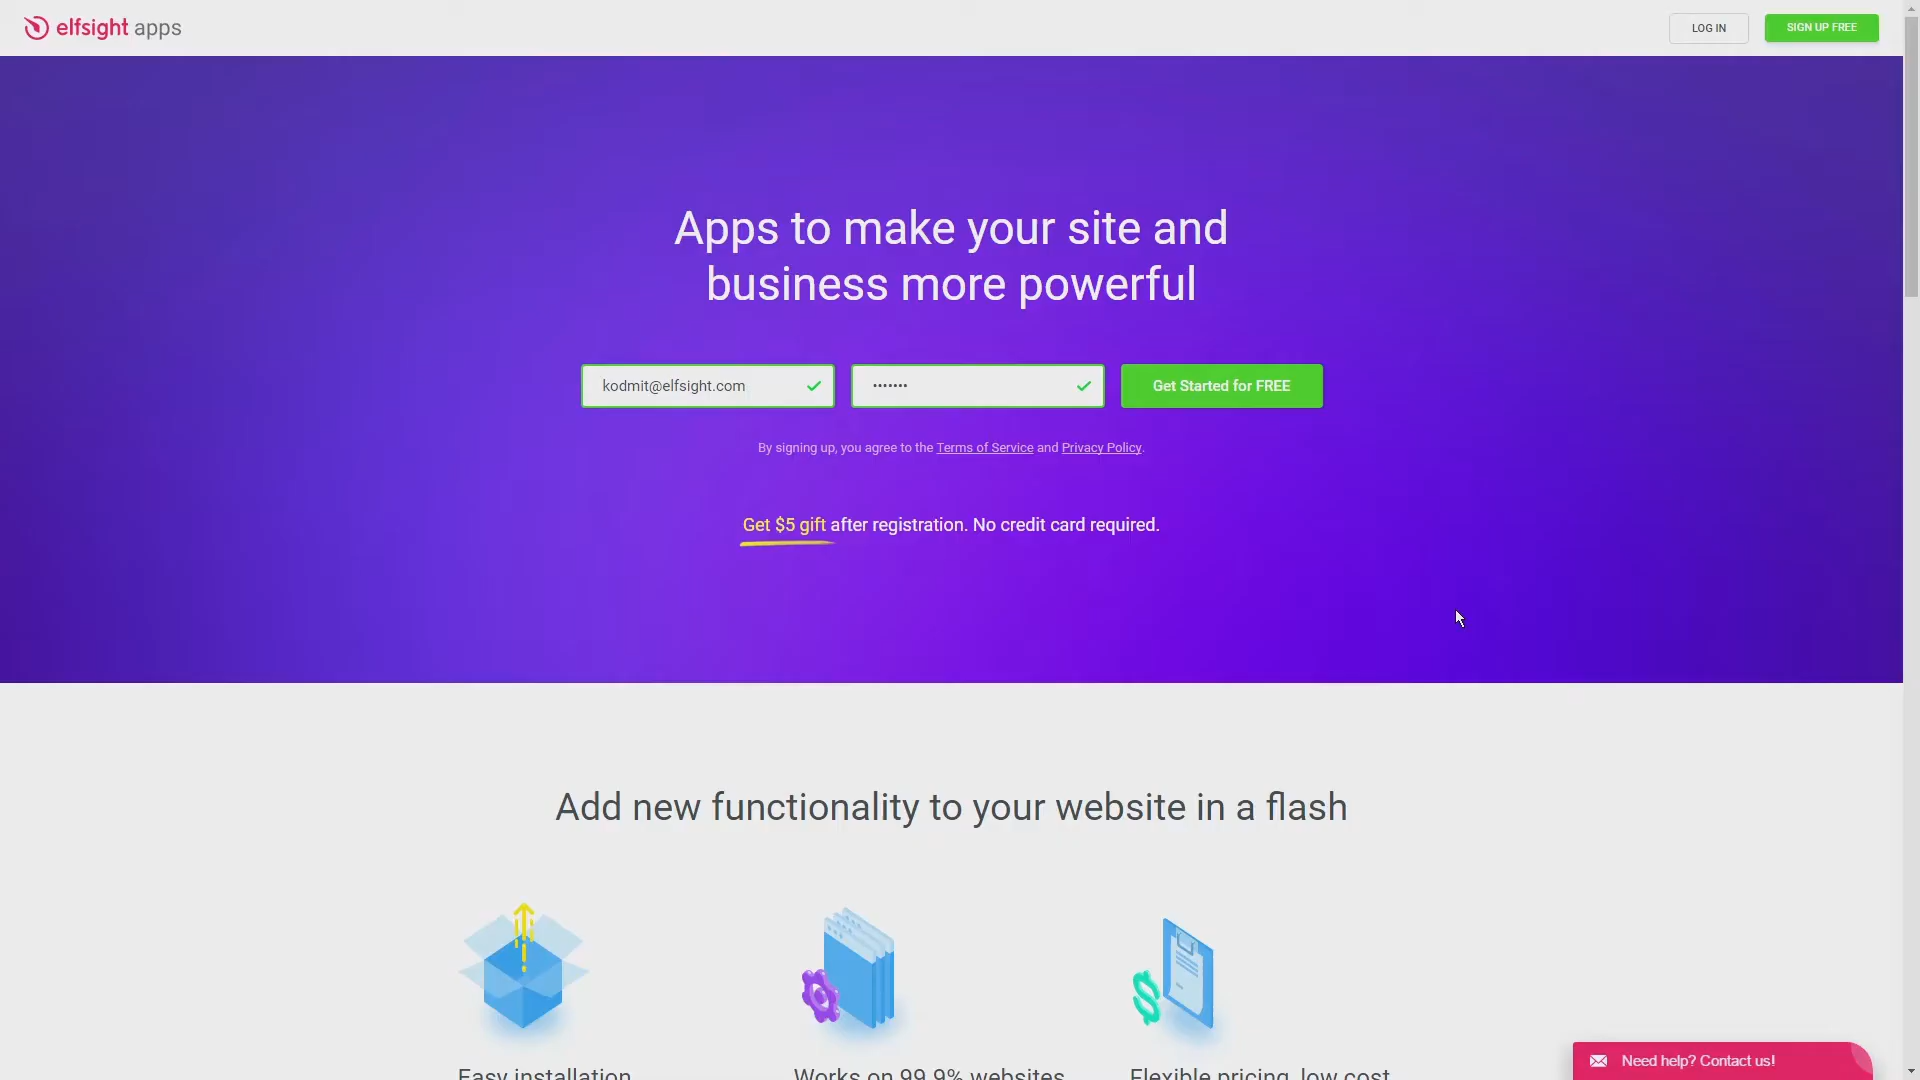 elfsight apps
LOG IN
SIGN UP FREE
Apps to make your site and
business more powerful
kodmit@elfsight.com
•••••••
Get Started for FREE
By signing up, you agree to the Terms of Service and Privacy Policy.
Get $5 gift after registration. No credit card required.
Add new functionality to your website in a flash
Easy installation
Works on 99.9% websites
Flexible pricing, low cost
Need help? Contact us!